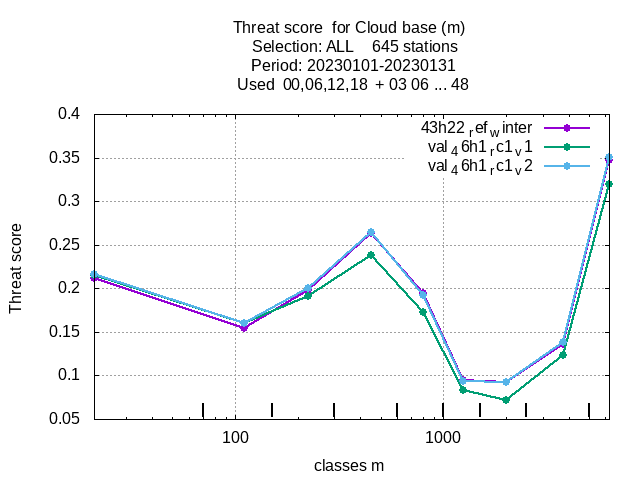 Threat score  for Cloud base (m)
Selection: ALL    645 stations
Period: 20230101-20230131
Used  00,06,12,18  + 03 06 ... 48
0.4
0.35
0.3
0.25
0.2
0.15
0.1
0.05
Threat score
43h22 ref winter
val 4 6h1 r c1 v 1
val 4 6h1 r c1 v 2
100
1000
classes m